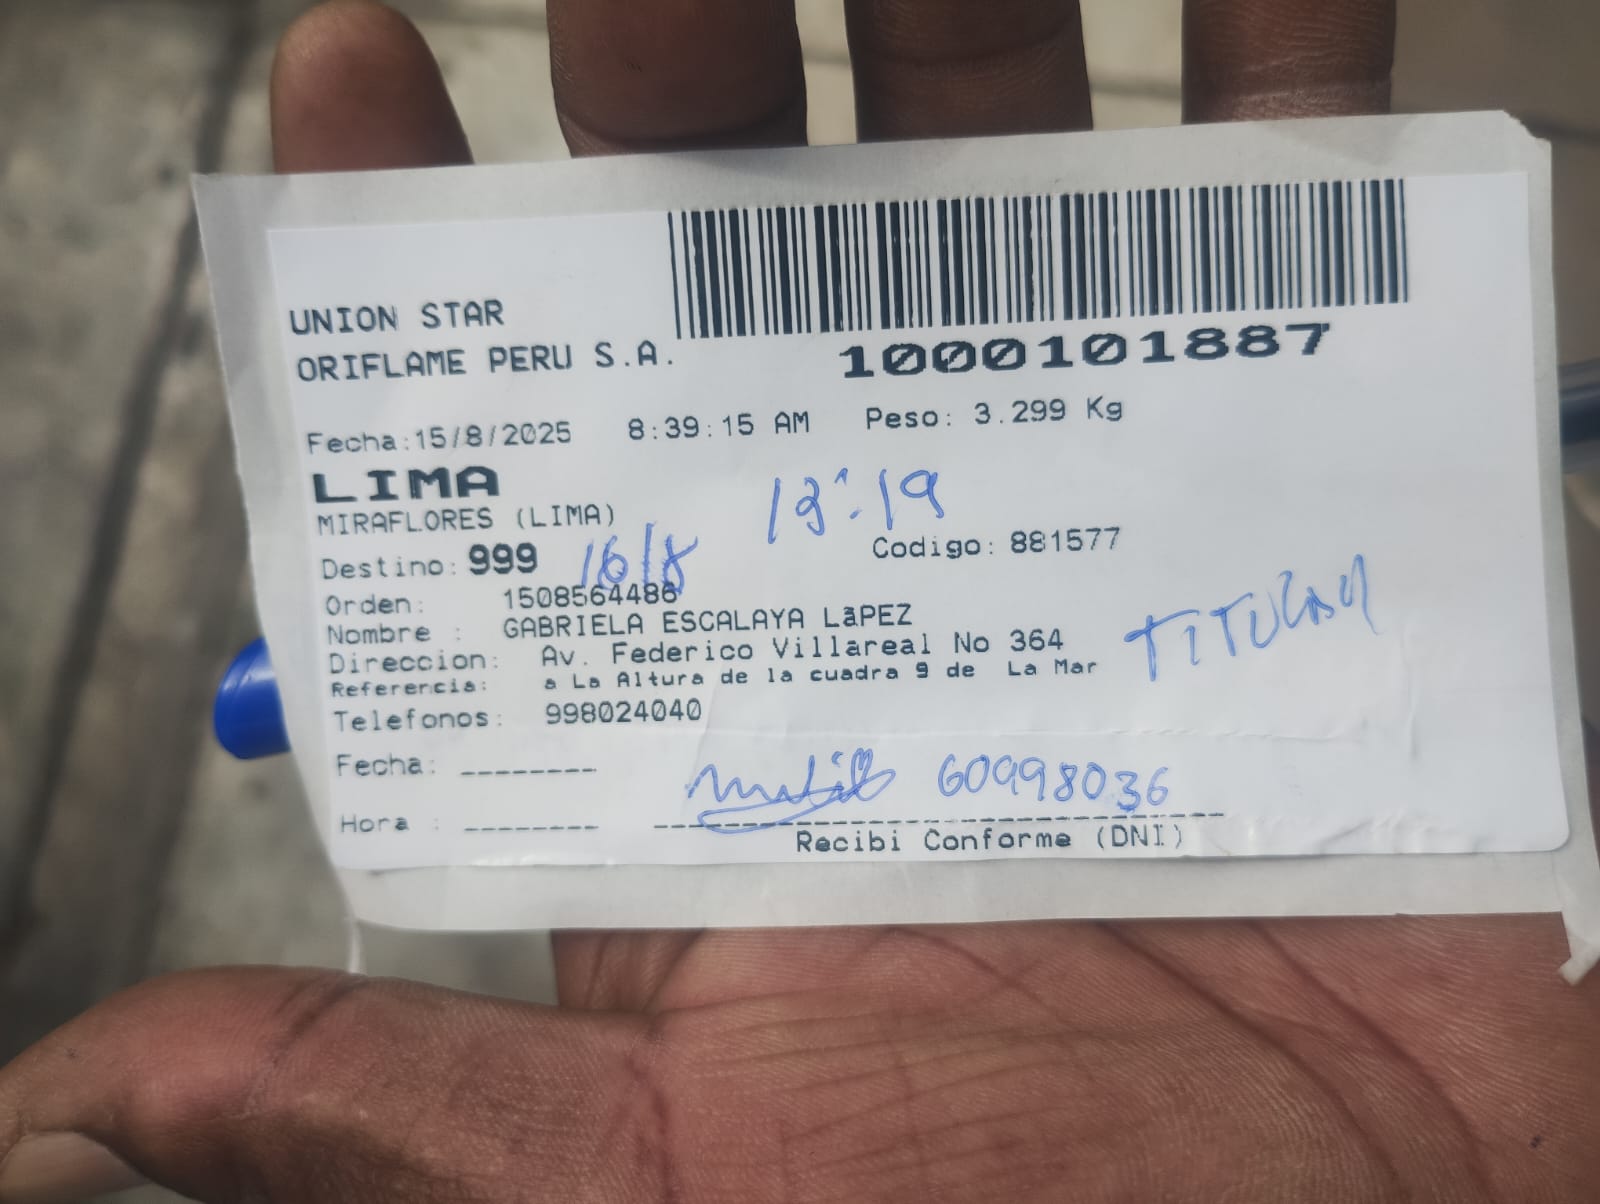 UNION STAR
ORIFLAME PERU S.A.
1000101887
Fecha:15/8/2025 8:39:15 AM Peso: 3.299 Kg
LIMA
MIRAFLORES (LIMA)
13:19
Destino: 999 16/8 Codigo: 881577
Orden: 1508564486
Nombre : GABRIELA ESCALAYA LãPEZ
Direccion: Av. Federico Villareal No 364
TITULAR
Referencia: a La Altura de la cuadra 9 de La Mar
Telefonos: 998024040
Fecha: --------
60998036
Hora : --------
Recibi Conforme (DNI)